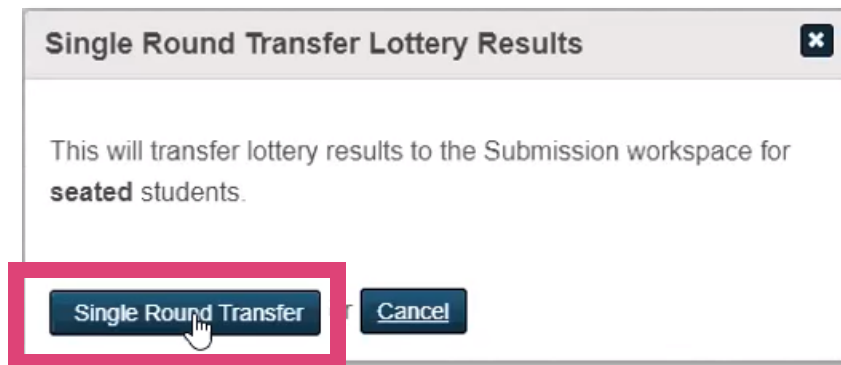 Single Round Transfer Lottery Results
This will transfer lottery results to the Submission workspace for
seated students.
Single Round Transfer r Cancel